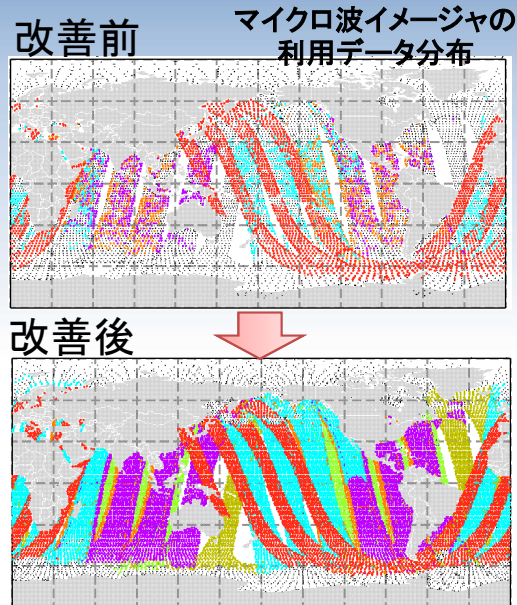 改善前
マイクロ波イメージャの
利用データ分布
改善後